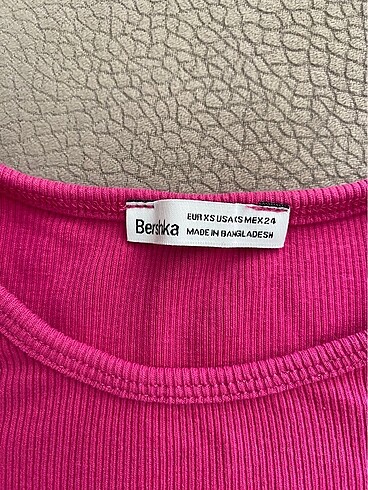 Bershka
EUR XS USA XS MEX 24
MADE IN BANGLADESH